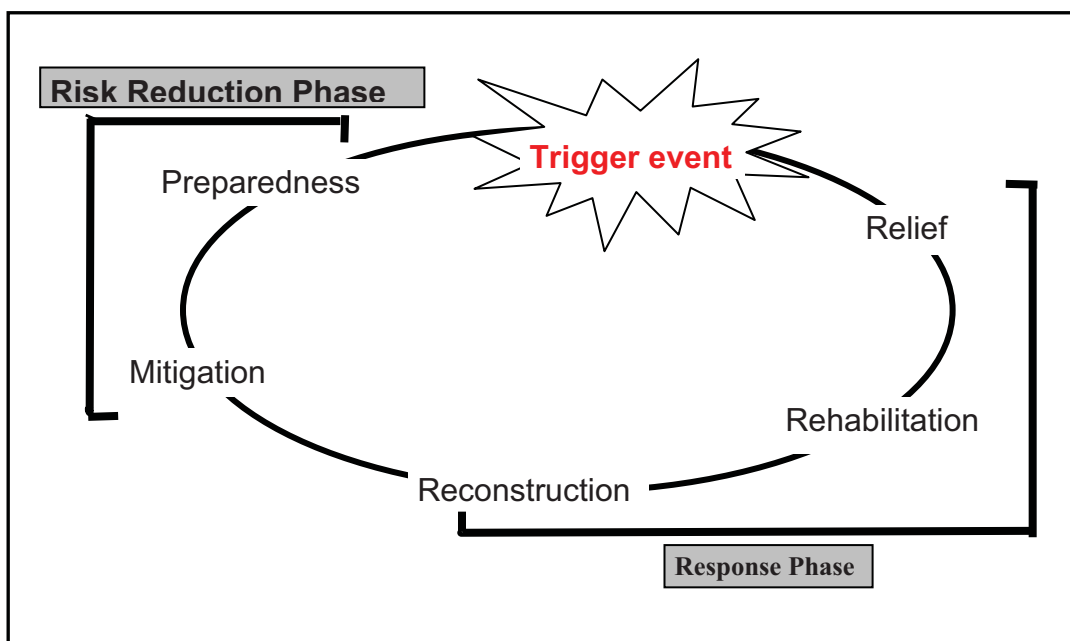 Risk Reduction Phase
Trigger event
Preparedness
Relief
Mitigation
Rehabilitation
Reconstruction
Response Phase